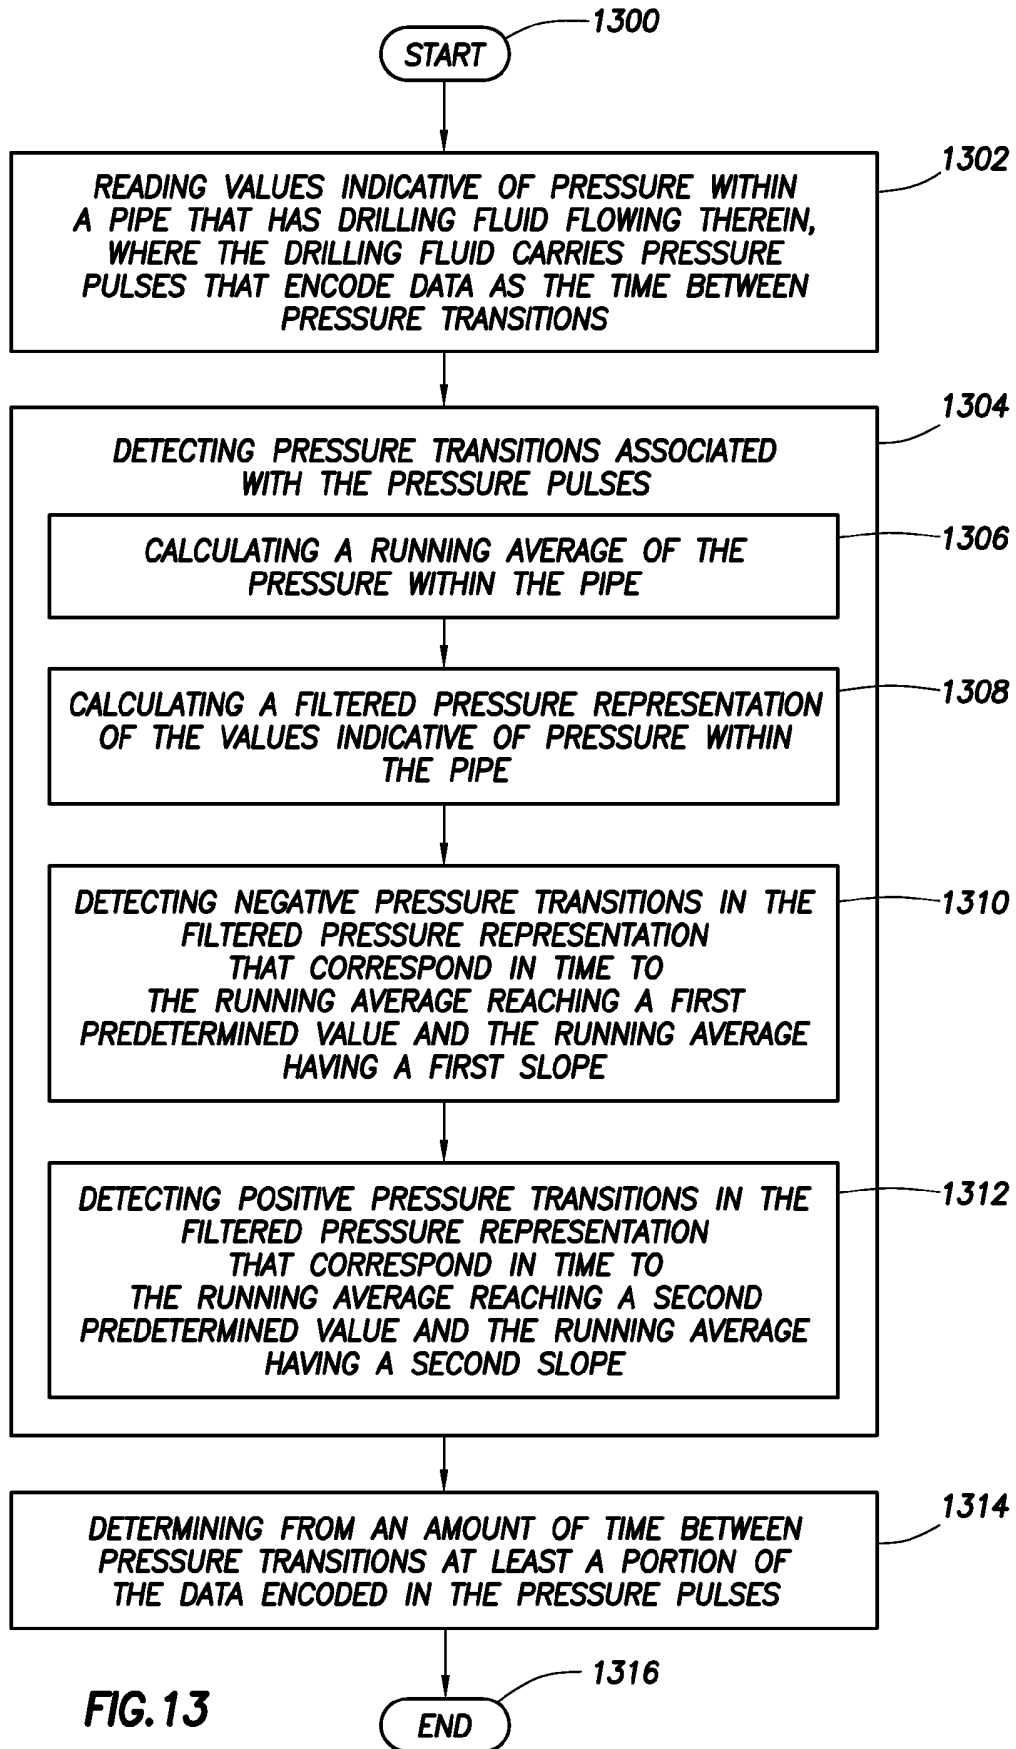 1300
START
1302
READING VALUES INDICATIVE OF PRESSURE WITHIN
A PIPE THAT HAS DRILLING FLUID FLOWING THEREIN,
WHERE THE DRILLING FLUID CARRIES PRESSURE
PULSES THAT ENCODE DATA AS THE TIME BETWEEN
PRESSURE TRANSITIONS
1304
DETECTING PRESSURE TRANSITIONS ASSOCIATED
WITH THE PRESSURE PULSES
1306
CALCULATING A RUNNING AVERAGE OF THE
PRESSURE WITHIN THE PIPE
1308
CALCULATING A FILTERED PRESSURE REPRESENTATION
OF THE VALUES INDICATIVE OF PRESSURE WITHIN
THE PIPE
1310
DETECTING NEGATIVE PRESSURE TRANSITIONS IN THE
FILTERED PRESSURE REPRESENTATION
THAT CORRESPOND IN TIME TO
THE RUNNING AVERAGE REACHING A FIRST
PREDETERMINED VALUE AND THE RUNNING AVERAGE
HAVING A FIRST SLOPE
1312
DETECTING POSITIVE PRESSURE TRANSITIONS IN THE
FILTERED PRESSURE REPRESENTATION
THAT CORRESPOND IN TIME TO
THE RUNNING AVERAGE REACHING A SECOND
PREDETERMINED VALUE AND THE RUNNING AVERAGE
HAVING A SECOND SLOPE
1314
DETERMINING FROM AN AMOUNT OF TIME BETWEEN
PRESSURE TRANSITIONS AT LEAST A PORTION OF
THE DATA ENCODED IN THE PRESSURE PULSES
1316
END
FIG.13